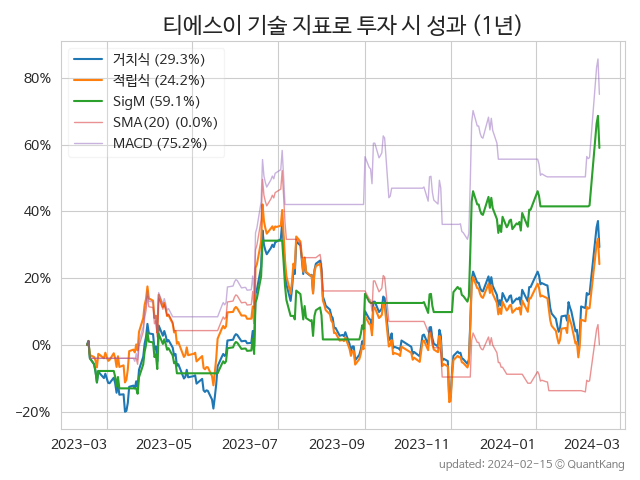 티에스이 기술 지표로 투자 시 성과 (1년)
거치식 (29.3%)
적립식 (24.2%)
SigM (59.1%)
SMA(20) (0.0%)
MACD (75.2%)
80%
60%
40%
20%
0%
−20%
2023-03 2023-05 2023-07 2023-09 2023-11 2024-01 2024-03
updated: 2024-02-15 © QuantKang